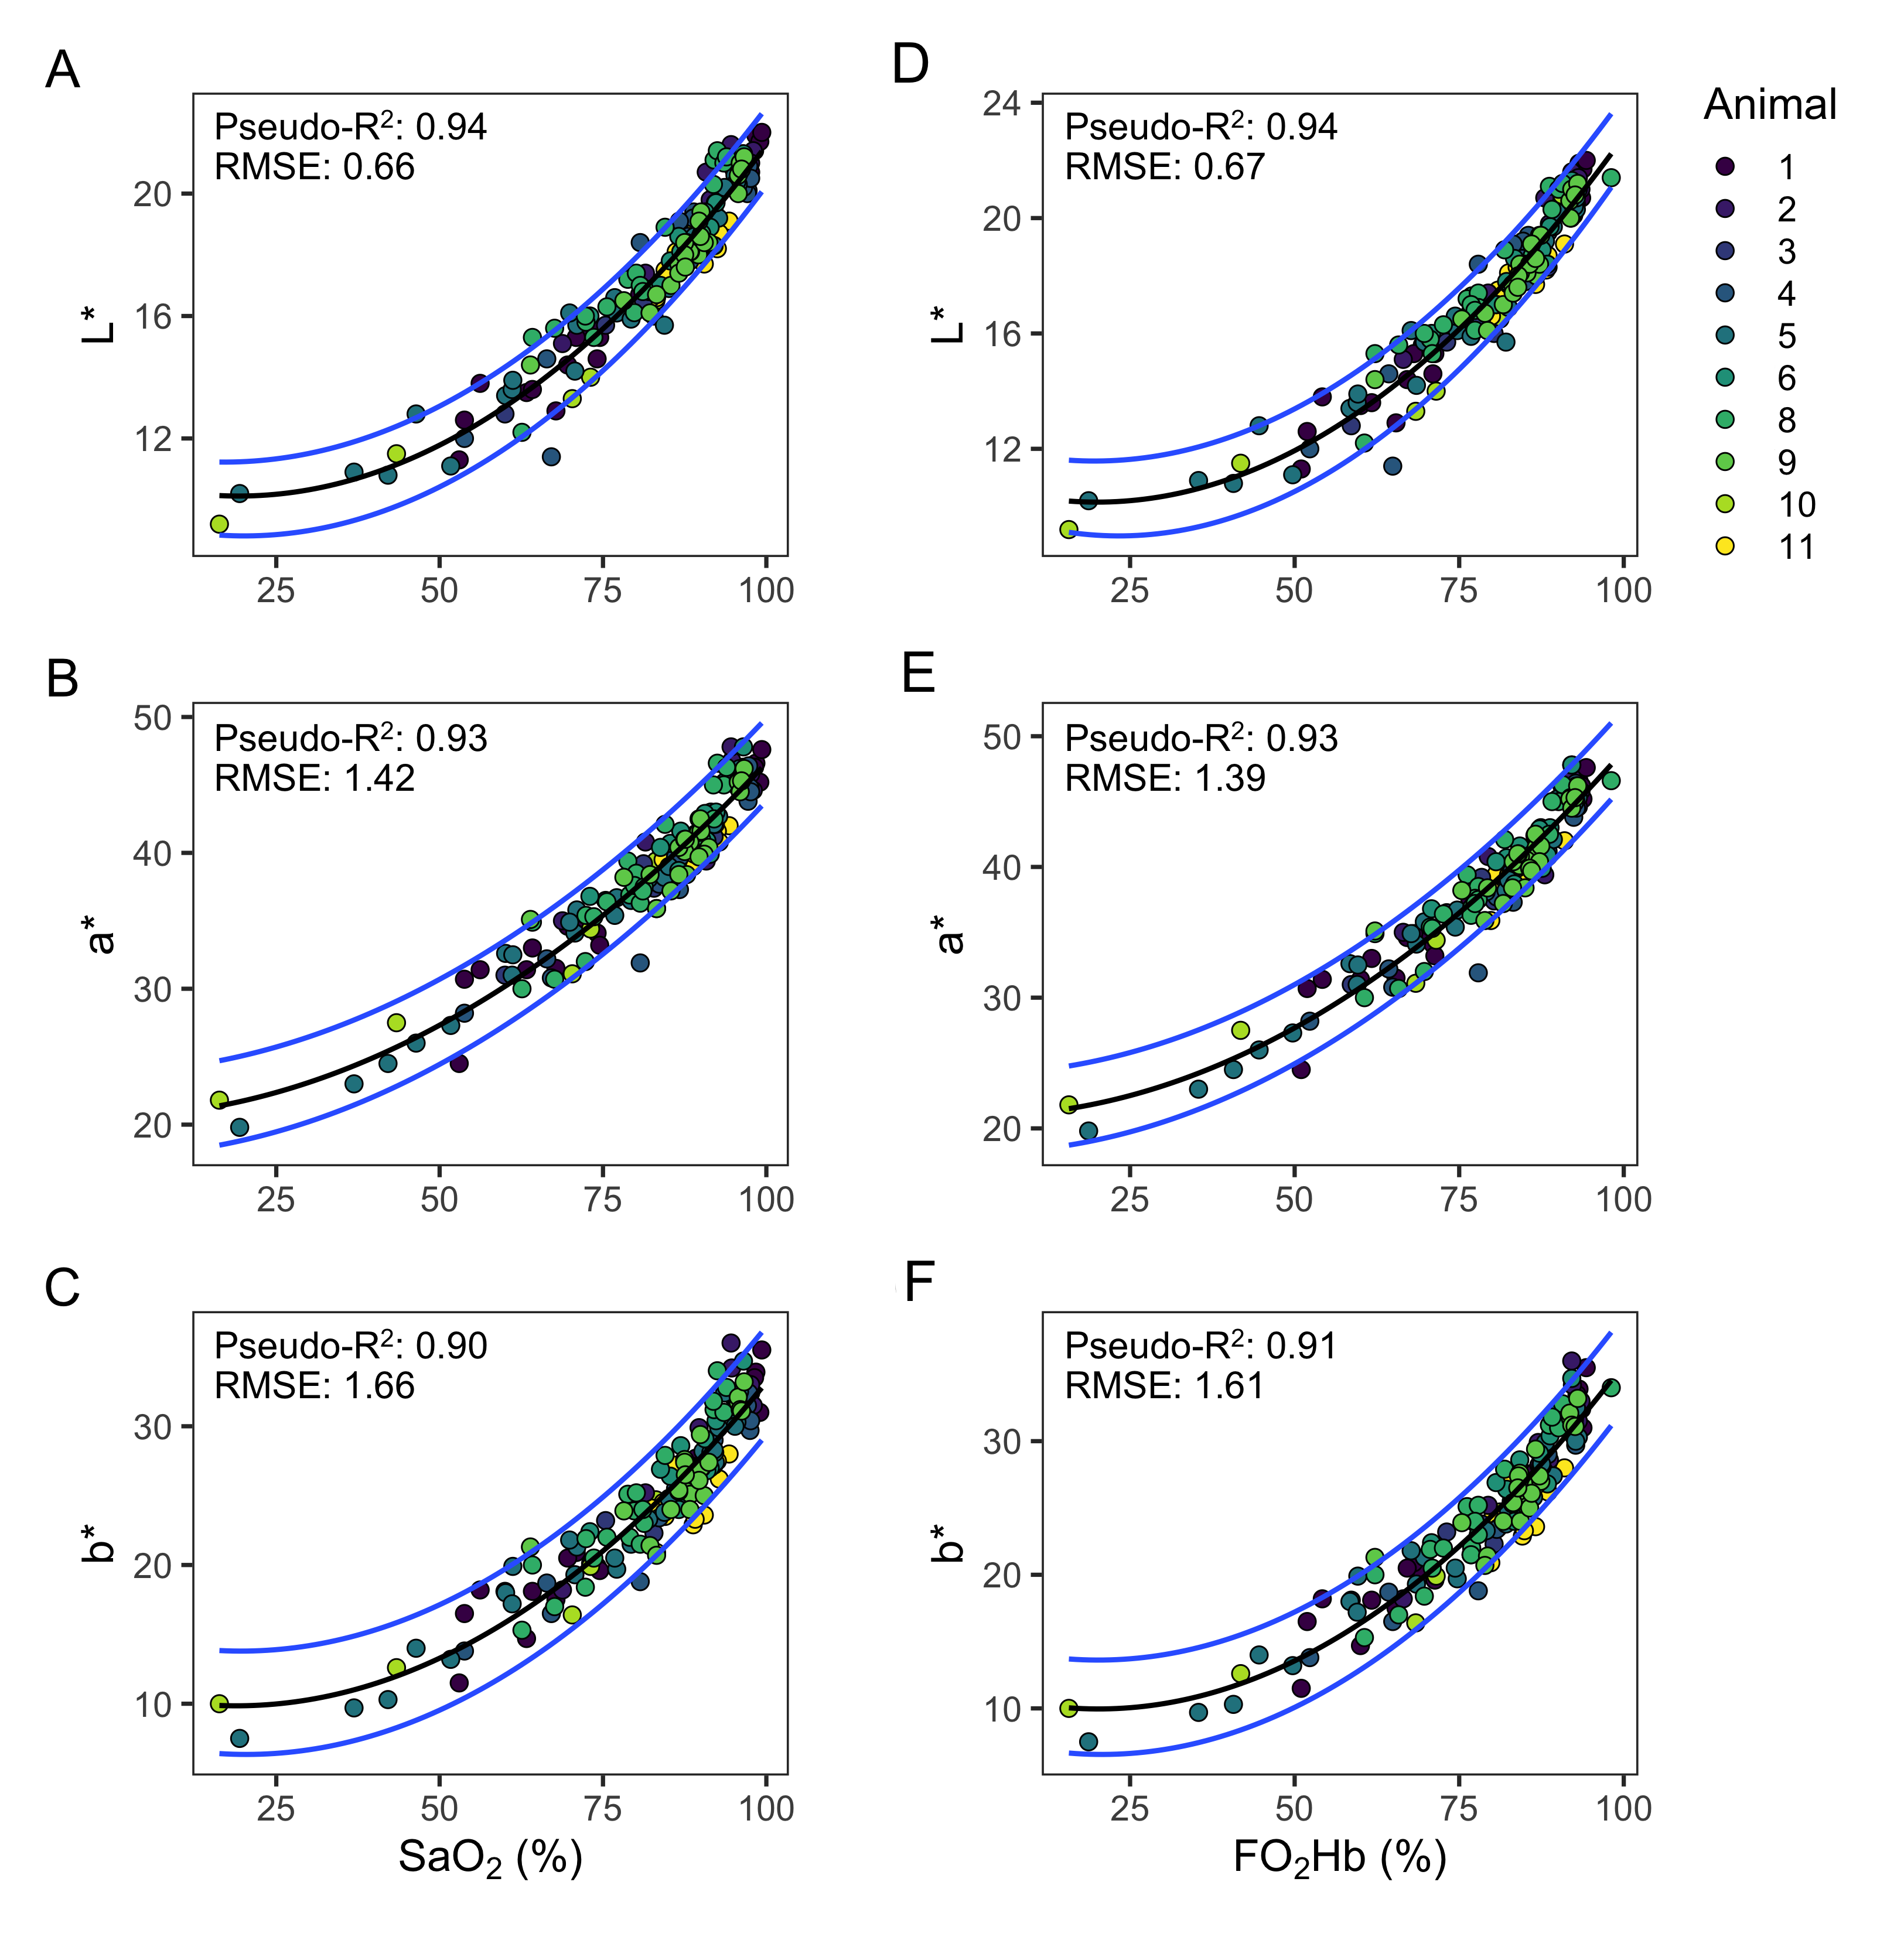 A
Pseudo-R²: 0.94
RMSE: 0.66
L*
20
16
12
25 50 75 100
D
Pseudo-R²: 0.94
RMSE: 0.67
L*
24
20
16
12
25 50 75 100
Animal
1
2
3
4
5
6
8
9
10
11
B
Pseudo-R²: 0.93
RMSE: 1.42
a*
50
40
30
20
25 50 75 100
E
Pseudo-R²: 0.93
RMSE: 1.39
a*
50
40
30
20
25 50 75 100
C
Pseudo-R²: 0.90
RMSE: 1.66
b*
30
20
10
25 50 75 100
SaO₂ (%)
F
Pseudo-R²: 0.91
RMSE: 1.61
b*
30
20
10
25 50 75 100
FO₂Hb (%)